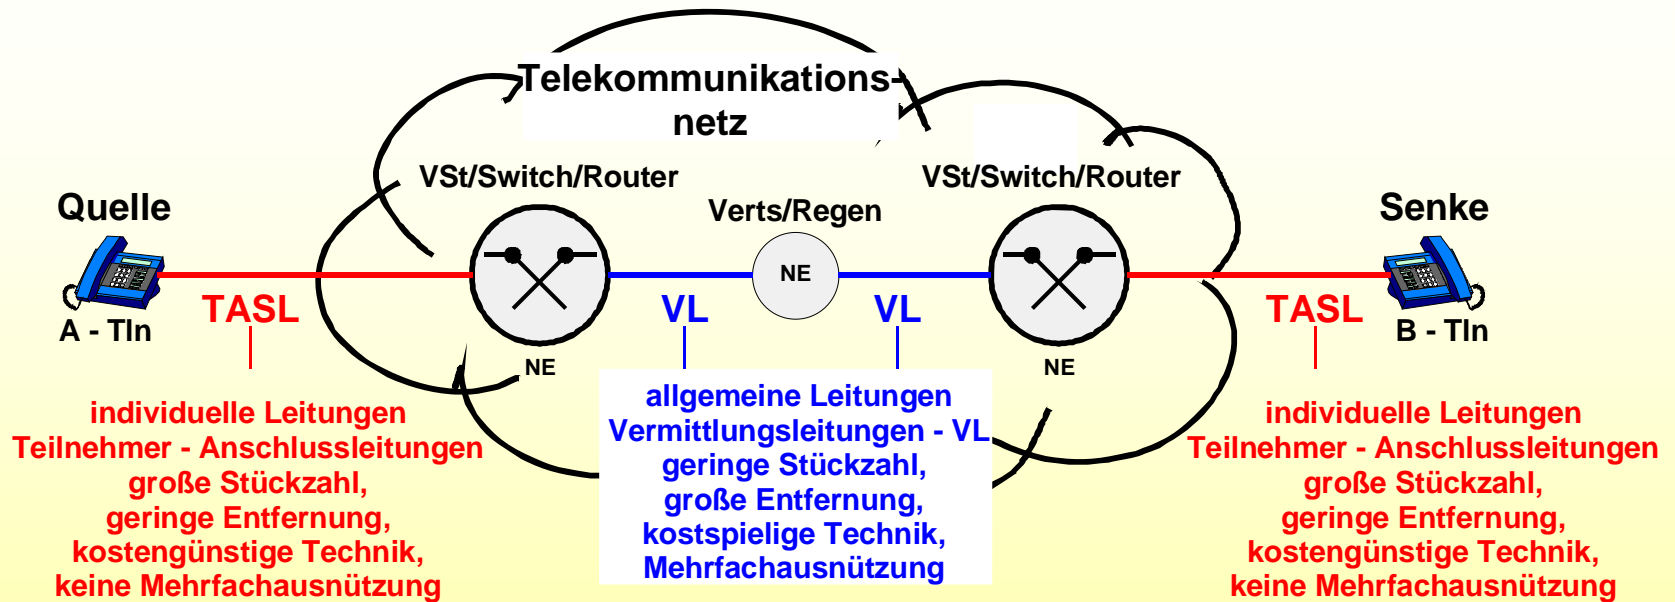 Telekommunikations-
netz
VSt/Switch/Router
VSt/Switch/Router
Quelle
Verts/Regen
Senke
NE
TASL
VL
VL
TASL
A - Tln
B - Tln
NE
NE
individuelle Leitungen
Teilnehmer - Anschlussleitungen
große Stückzahl,
geringe Entfernung,
kostengünstige Technik,
keine Mehrfachausnützung
allgemeine Leitungen
Vermittlungsleitungen - VL
geringe Stückzahl,
große Entfernung,
kostspielige Technik,
Mehrfachausnützung
individuelle Leitungen
Teilnehmer - Anschlussleitungen
große Stückzahl,
geringe Entfernung,
kostengünstige Technik,
keine Mehrfachausnützung